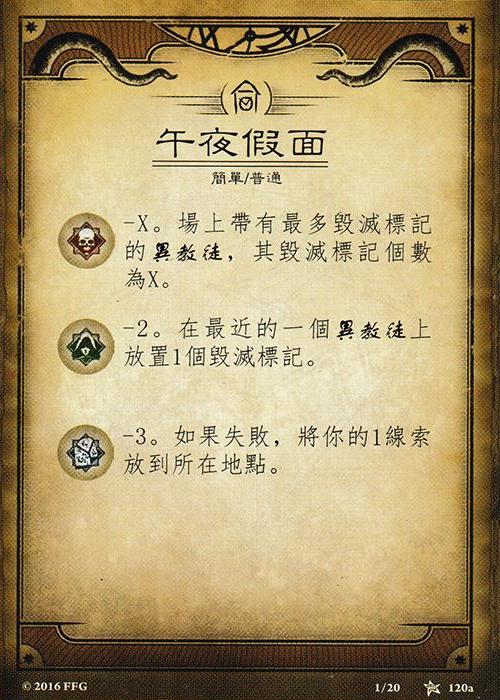 午夜假面
簡單/普通
-X。場上帶有最多毀滅標記
的異教徒，其毀滅標記個數
為X。
-2。在最近的一個異教徒上
放置1個毀滅標記。
-3。如果失敗，將你的1線索
放到所在地點。
© 2016 FFG
1/20
120a